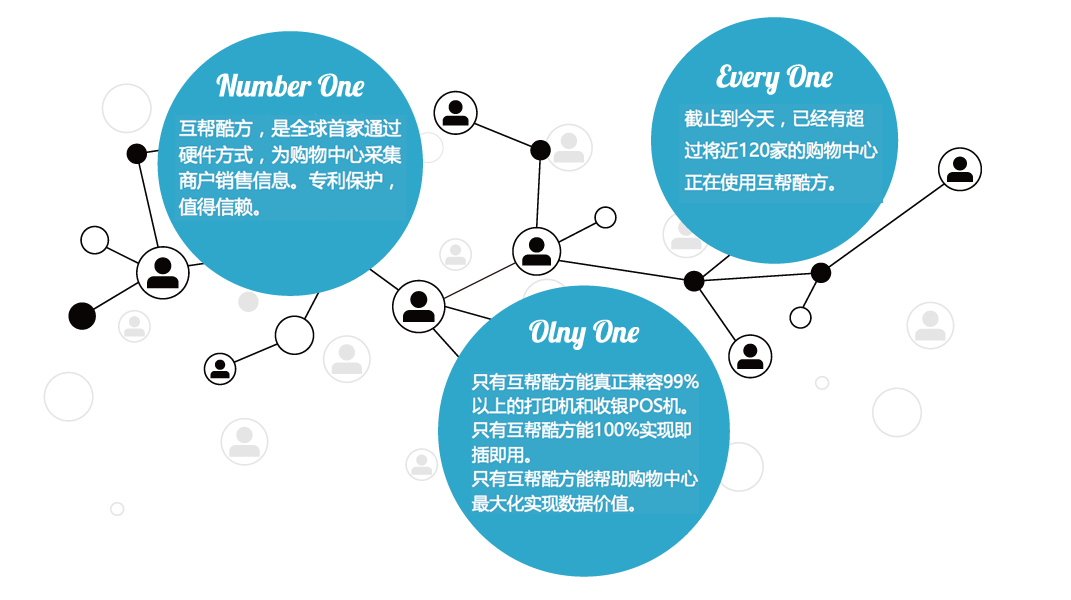 Number One
互帮酷方，是全球首家通过
硬件方式，为购物中心采集
商户销售信息。专利保护，
值得信赖。
Every One
截止到今天，已经有超
过将近120家的购物中心
正在使用互帮酷方。
Olny One
只有互帮酷方能真正兼容99%
以上的打印机和收银POS机。
只有互帮酷方能100%实现即
插即用。
只有互帮酷方能帮助购物中心
最大化实现数据价值。